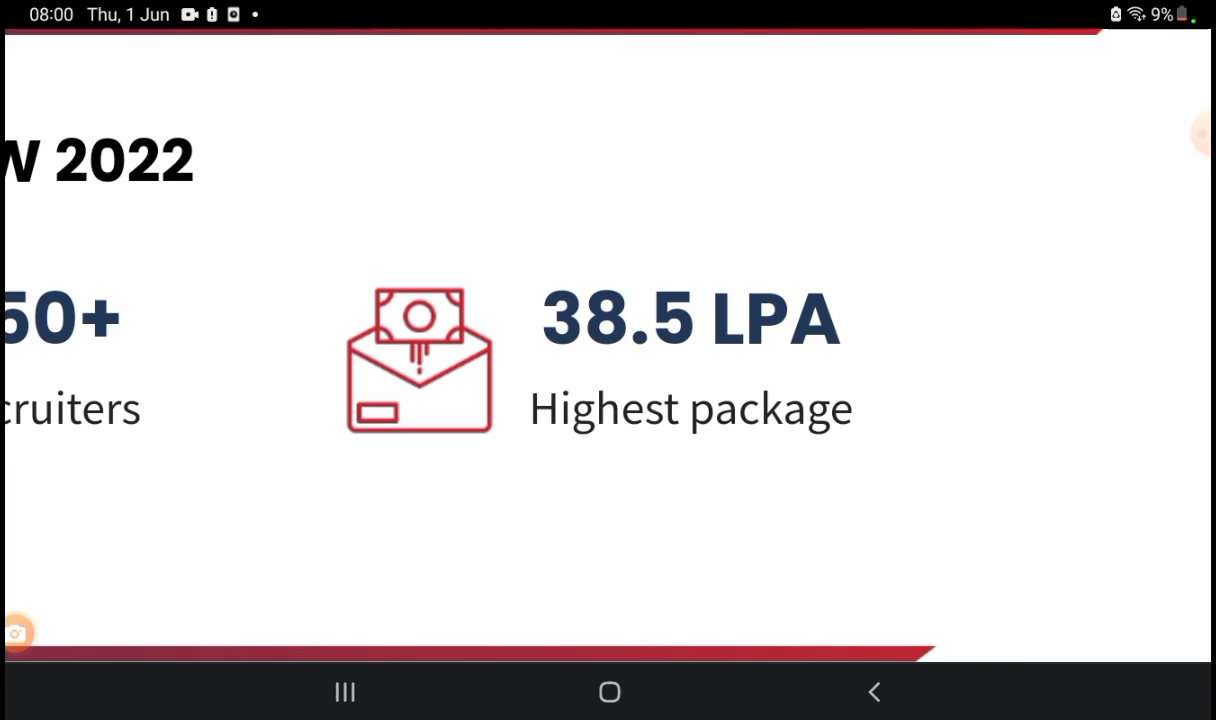 08:00 Thu, 1 Jun
9%
W 2022
50+
38.5 LPA
cruiters
Highest package